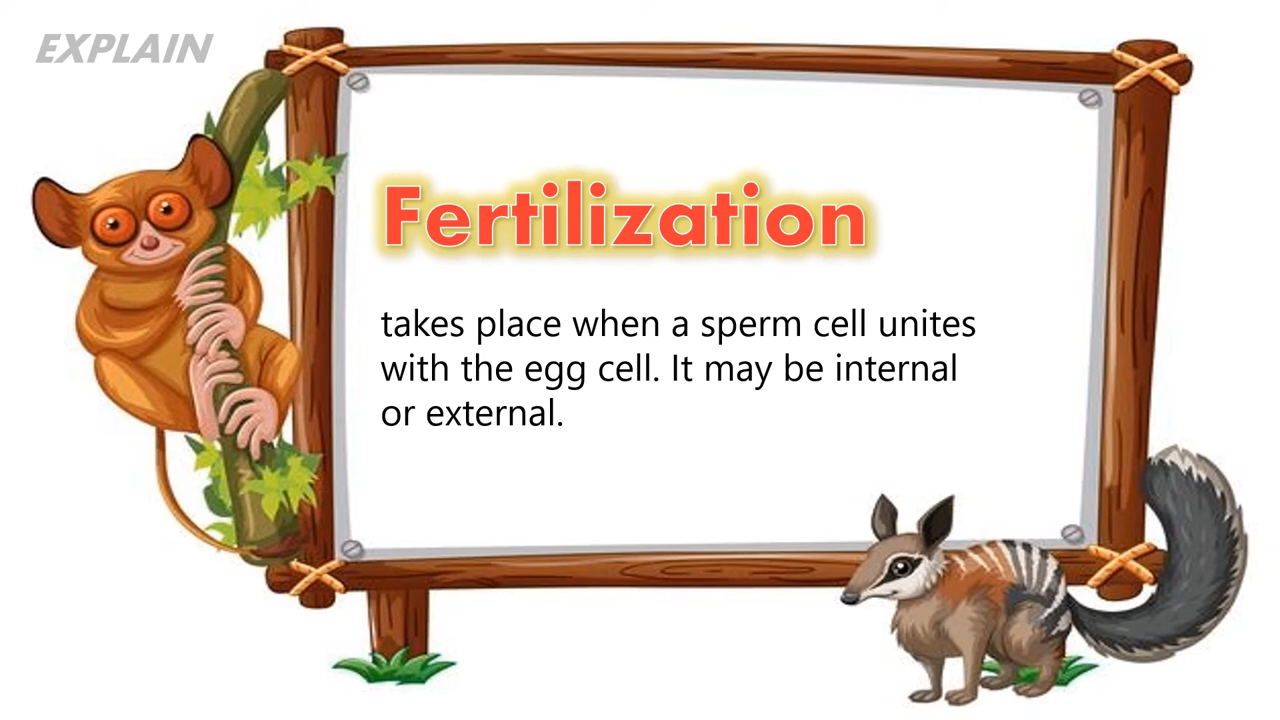 EXPLAIN
Fertilization
takes place when a sperm cell unites
with the egg cell. It may be internal
or external.